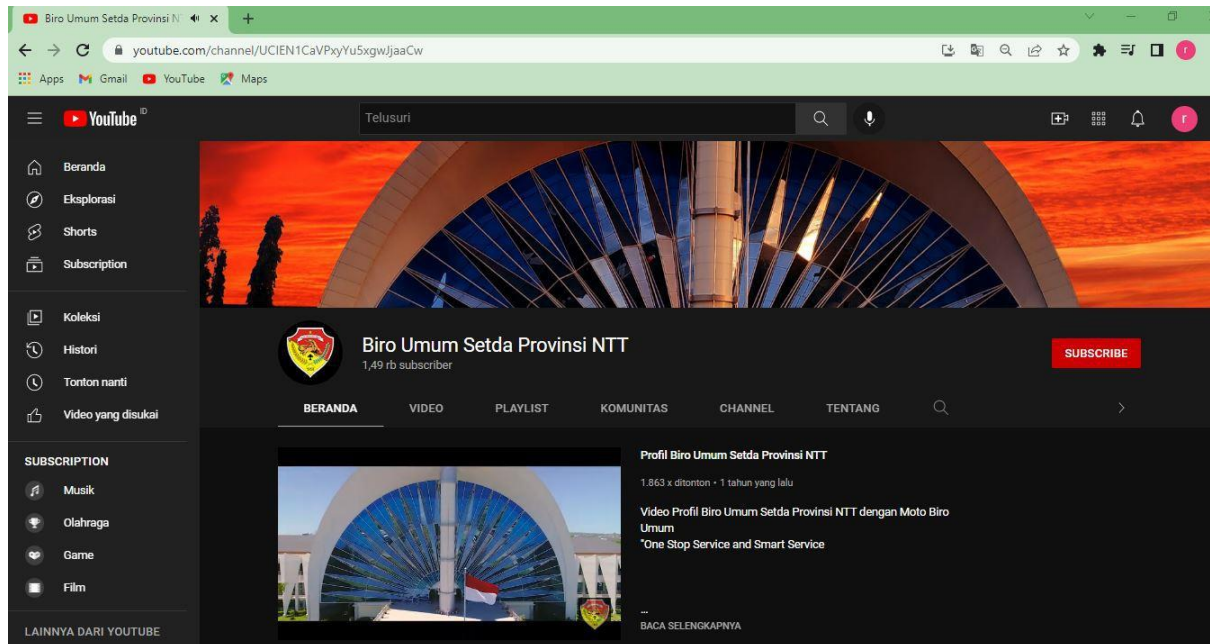 Biro Umum Setda Provinsi N
youtube.com/channel/UCIEN1CaVPxyYu5xgwJjaaCw
Apps
Gmail
YouTube
Maps
YouTube ID
Telusuri
r
r
Beranda
Eksplorasi
Shorts
Subscription
Koleksi
Histori
Tonton nanti
Video yang disukai
SUBSCRIPTION
Musik
Olahraga
Game
Film
LAINNYA DARI YOUTUBE
Biro Umum Setda Provinsi NTT
1,49 rb subscriber
SUBSCRIBE
BERANDA
VIDEO
PLAYLIST
KOMUNITAS
CHANNEL
TENTANG
Profil Biro Umum Setda Provinsi NTT
1.863 x ditonton • 1 tahun yang lalu
Video Profil Biro Umum Setda Provinsi NTT dengan Moto Biro
Umum
"One Stop Service and Smart Service
...
BACA SELENGKAPNYA